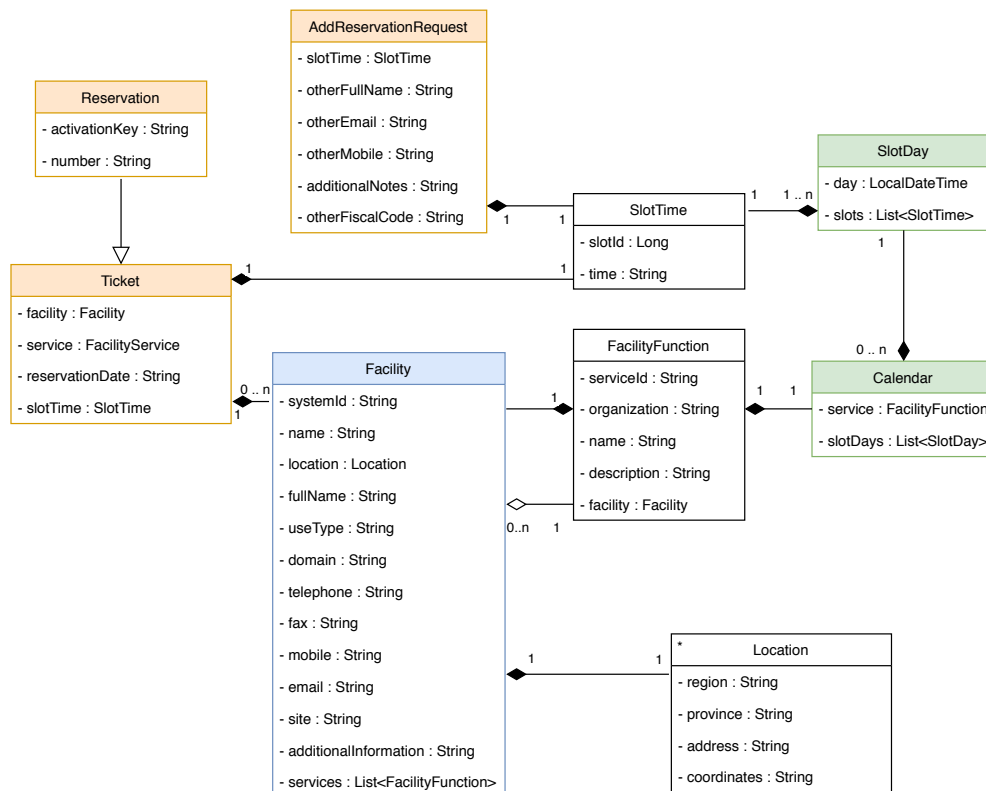 AddReservationRequest
- slotTime : SlotTime
- otherFullName : String
- otherEmail : String
- otherMobile : String
- additionalNotes : String
- otherFiscalCode : String
Reservation
- activationKey : String
- number : String
SlotDay
- day : LocalDateTime
- slots : List<SlotTime>
SlotTime
- slotId : Long
- time : String
1
1
1
1 .. n
1
1
1
Ticket
- facility : Facility
- service : FacilityService
- reservationDate : String
- slotTime : SlotTime
0 .. n
1
Facility
- systemId : String
- name : String
- location : Location
- fullName : String
- useType : String
- domain : String
- telephone : String
- fax : String
- mobile : String
- email : String
- site : String
- additionalInformation : String
- services : List<FacilityFunction>
FacilityFunction
- serviceId : String
- organization : String
- name : String
- description : String
- facility : Facility
1
0..n
1
1
1
0 .. n
Calendar
- service : FacilityFunction
- slotDays : List<SlotDay>
1
1
*
Location
- region : String
- province : String
- address : String
- coordinates : String